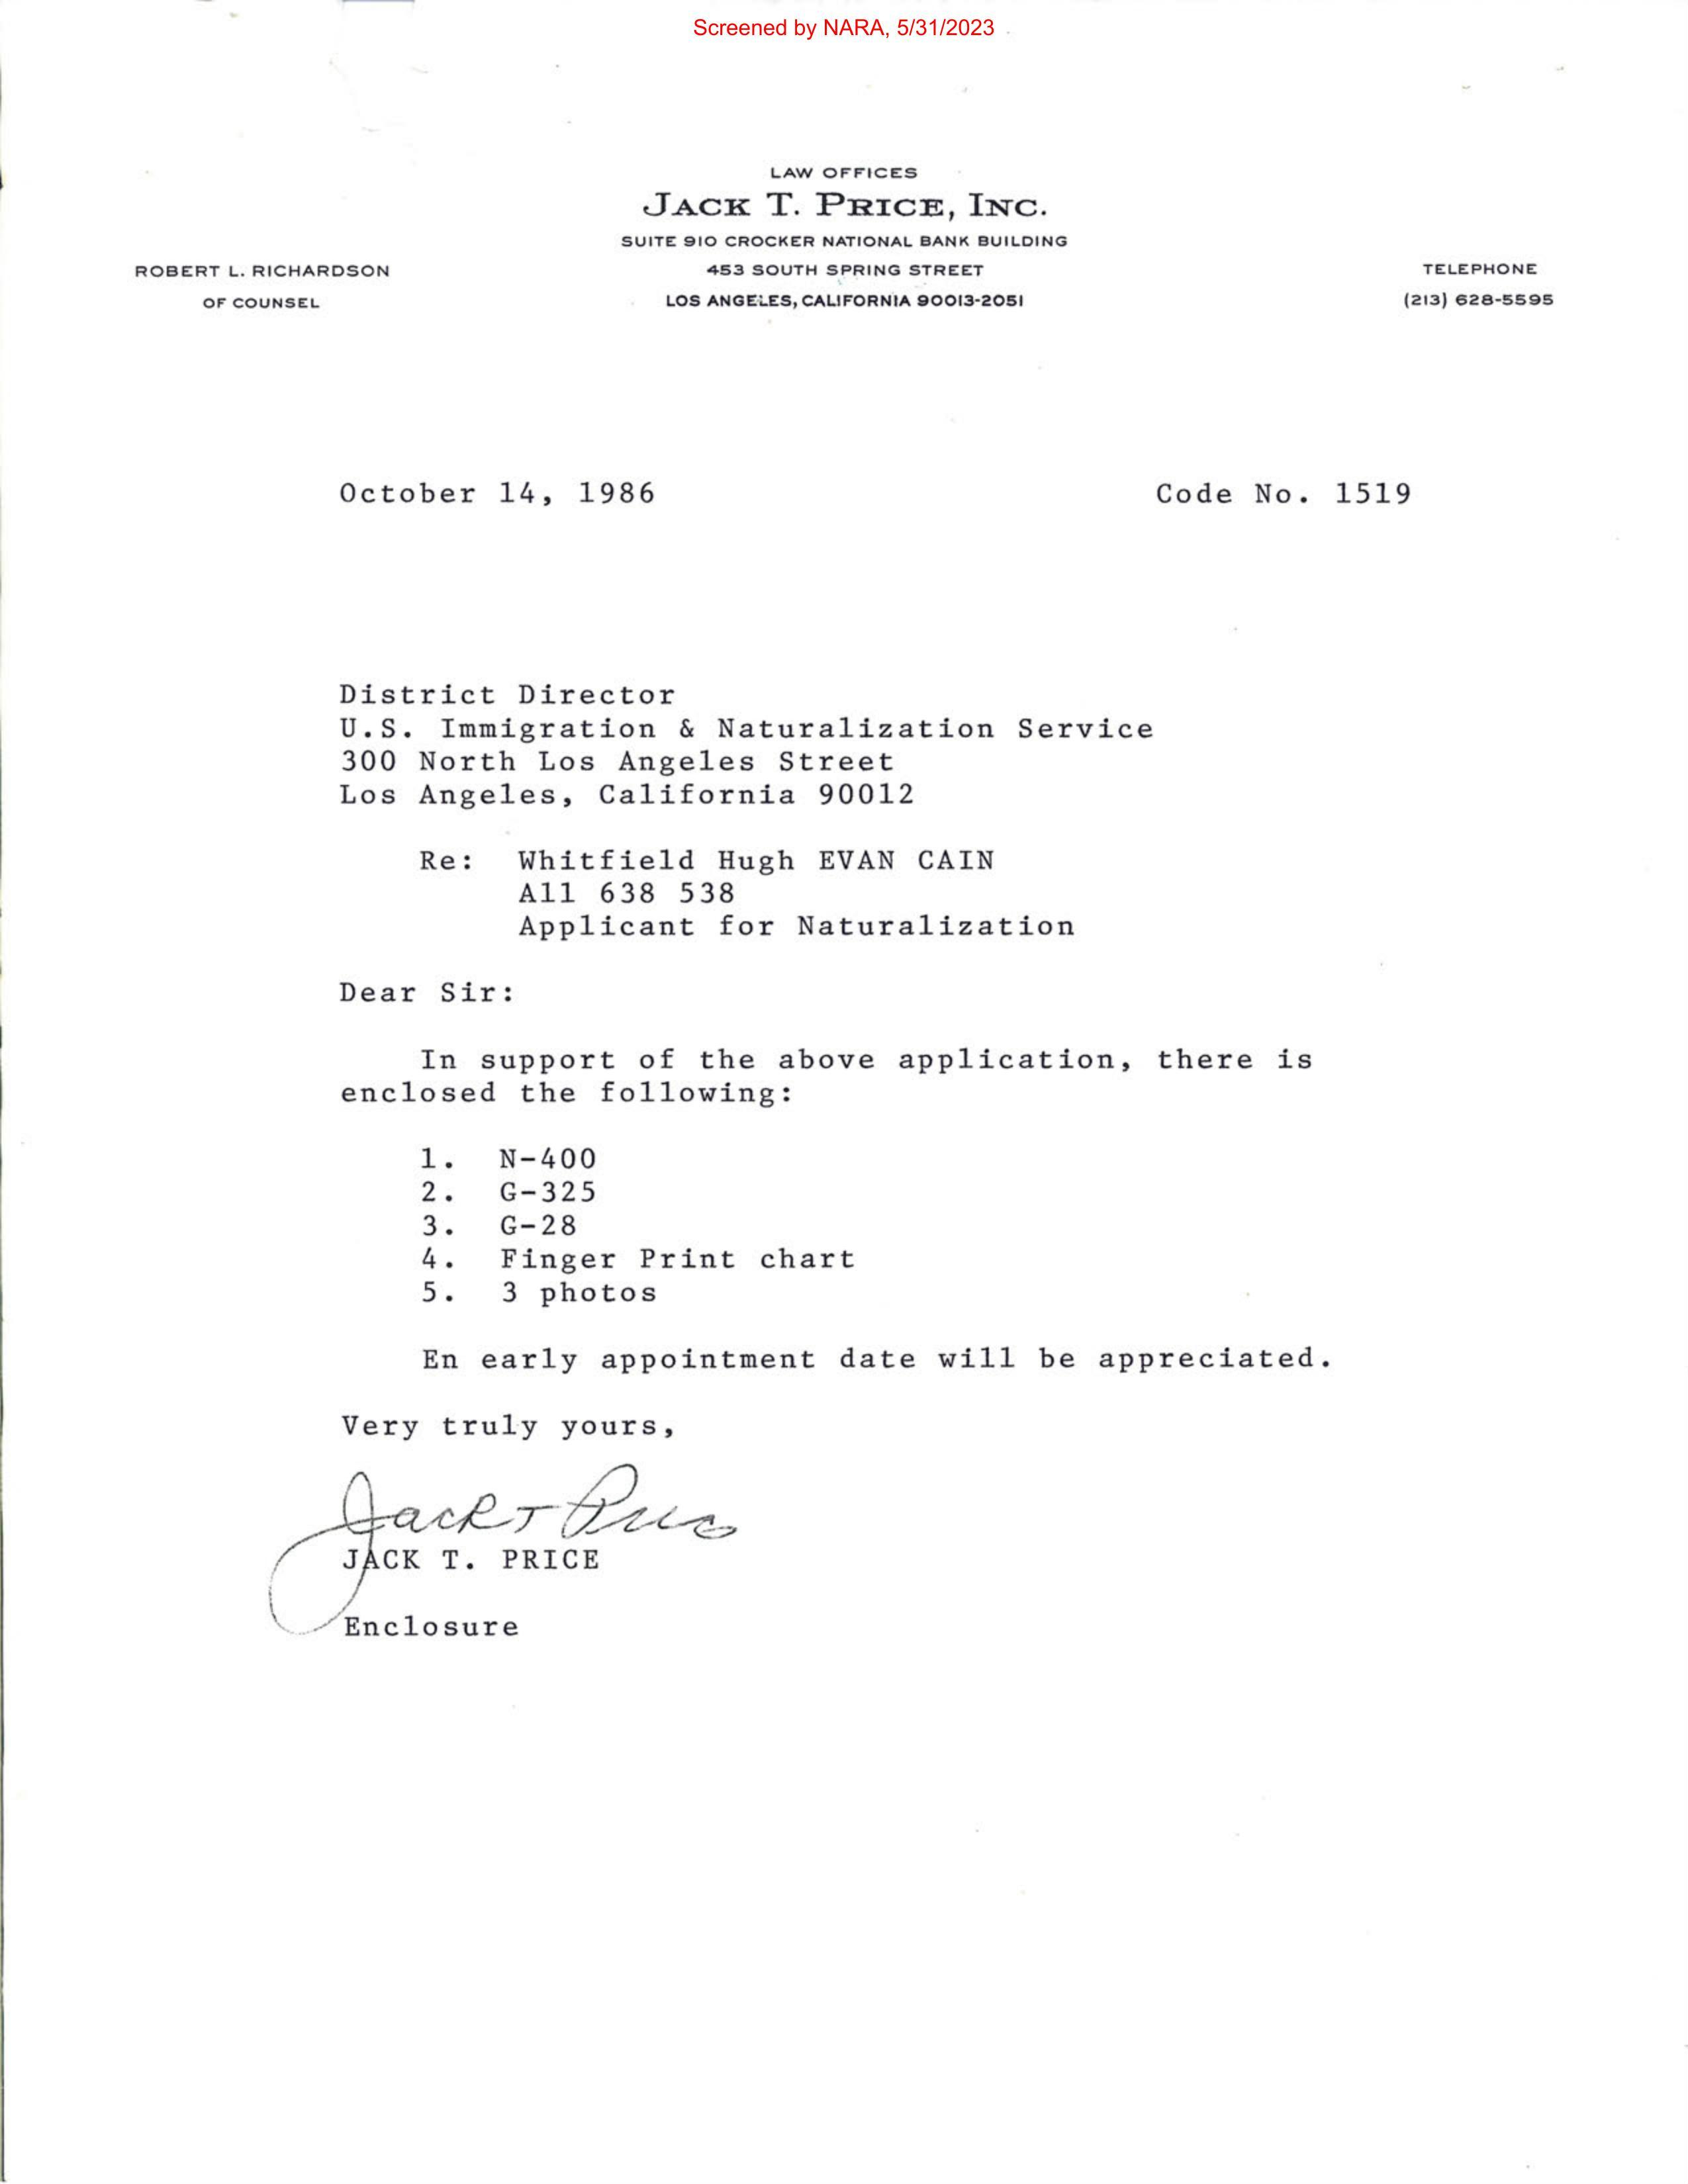 Screened by NARA, 5/31/2023
LAW OFFICES
JACK T. PRICE, INC.
SUITE 910 CROCKER NATIONAL BANK BUILDING
453 SOUTH SPRING STREET
LOS ANGELES, CALIFORNIA 90013-2051
ROBERT L. RICHARDSON
OF COUNSEL
TELEPHONE
(213) 628-5595
October 14, 1986 Code No. 1519
District Director
U.S. Immigration & Naturalization Service
300 North Los Angeles Street
Los Angeles, California 90012
Re: Whitfield Hugh EVAN CAIN
A11 638 538
Applicant for Naturalization
Dear Sir:
In support of the above application, there is
enclosed the following:
1. N-400
2. G-325
3. G-28
4. Finger Print chart
5. 3 photos
En early appointment date will be appreciated.
Very truly yours,
Jack T Price
JACK T. PRICE
Enclosure